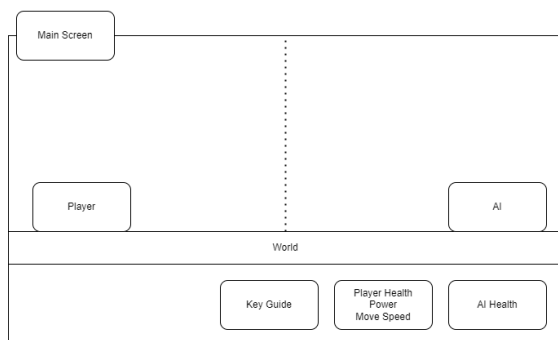 Main Screen
Player
AI
World
Key Guide
Player Health
Power
Move Speed
AI Health